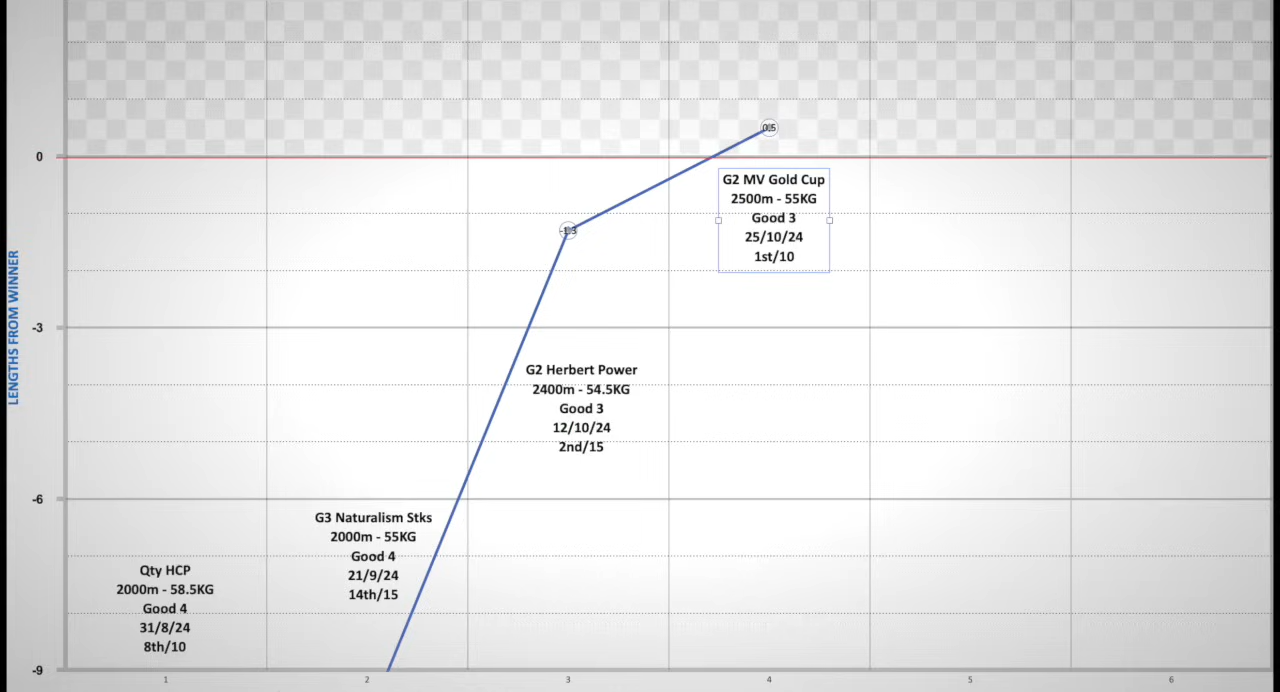 0.5
0
G2 MV Gold Cup
2500m - 55KG
Good 3
25/10/24
1st/10
-1.3
LENGTHS FROM WINNER
-3
G2 Herbert Power
2400m - 54.5KG
Good 3
12/10/24
2nd/15
-6
G3 Naturalism Stks
2000m - 55KG
Good 4
21/9/24
14th/15
Qty HCP
2000m - 58.5KG
Good 4
31/8/24
8th/10
-9
1 2 3 4 5 6